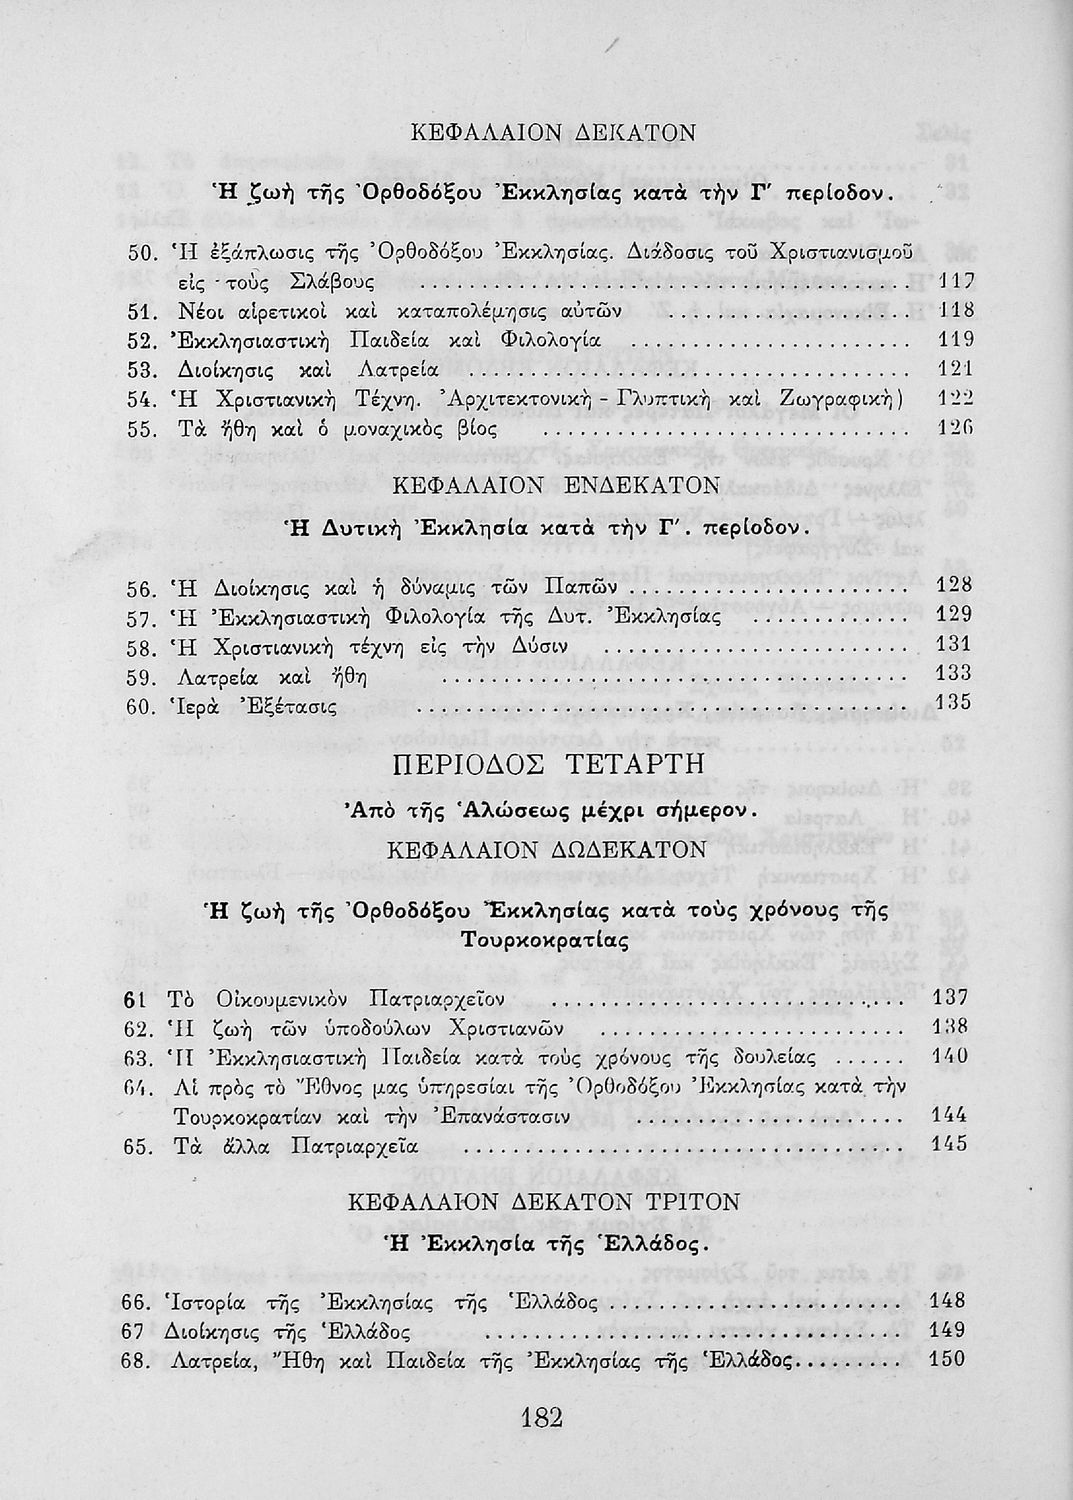 ΚΕΦΑΛΑΙΟΝ ΔΕΚΑΤΟΝ
Ἡ ζωὴ τῆς Ὀρθοδόξου Ἐκκλησίας κατὰ τὴν Γ′ περίοδον.
50. Ἡ ἐξάπλωσις τῆς Ὀρθοδόξου Ἐκκλησίας. Διάδοσις τοῦ Χριστιανισμοῦ
εἰς τοὺς Σλάβους .......... 117
51. Νέοι αἱρετικοὶ καὶ καταπολέμησις αὐτῶν .......... 118
52. Ἐκκλησιαστικὴ Παιδεία καὶ Φιλολογία .......... 119
53. Διοίκησις καὶ Λατρεία .......... 121
54. Ἡ Χριστιανικὴ Τέχνη. Ἀρχιτεκτονικὴ - Γλυπτικὴ καὶ Ζωγραφικὴ) 122
55. Τὰ ἤθη καὶ ὁ μοναχικὸς βίος .......... 126
ΚΕΦΑΛΑΙΟΝ ΕΝΔΕΚΑΤΟΝ
Ἡ Δυτικὴ Ἐκκλησία κατὰ τὴν Γ′. περίοδον.
56. Ἡ Διοίκησις καὶ ἡ δύναμις τῶν Παπῶν .......... 128
57. Ἡ Ἐκκλησιαστικὴ Φιλολογία τῆς Δυτ. Ἐκκλησίας .......... 129
58. Ἡ Χριστιανικὴ τέχνη εἰς τὴν Δύσιν .......... 131
59. Λατρεία καὶ ἤθη .......... 133
60. Ἱερὰ Ἐξέτασις .......... 135
ΠΕΡΙΟΔΟΣ ΤΕΤΑΡΤΗ
Ἀπὸ τῆς Ἁλώσεως μέχρι σήμερον.
ΚΕΦΑΛΑΙΟΝ ΔΩΔΕΚΑΤΟΝ
Ἡ ζωὴ τῆς Ὀρθοδόξου Ἐκκλησίας κατὰ τοὺς χρόνους τῆς
Τουρκοκρατίας
61 Τὸ Οἰκουμενικὸν Πατριαρχεῖον .......... 137
62. Ἡ ζωὴ τῶν ὑποδούλων Χριστιανῶν .......... 138
63. Ἡ Ἐκκλησιαστικὴ Παιδεία κατὰ τοὺς χρόνους τῆς δουλείας ...... 140
64. Αἱ πρὸς τὸ Ἔθνος μας ὑπηρεσίαι τῆς Ὀρθοδόξου Ἐκκλησίας κατὰ τὴν
Τουρκοκρατίαν καὶ τὴν Ἐπανάστασιν .......... 144
65. Τὰ ἄλλα Πατριαρχεῖα .......... 145
ΚΕΦΑΛΑΙΟΝ ΔΕΚΑΤΟΝ ΤΡΙΤΟΝ
Ἡ Ἐκκλησία τῆς Ἑλλάδος.
66. Ἱστορία τῆς Ἐκκλησίας τῆς Ἑλλάδος .......... 148
67 Διοίκησις τῆς Ἑλλάδος .......... 149
68. Λατρεία, Ἤθη καὶ Παιδεία τῆς Ἐκκλησίας τῆς Ἑλλάδος......... 150
182